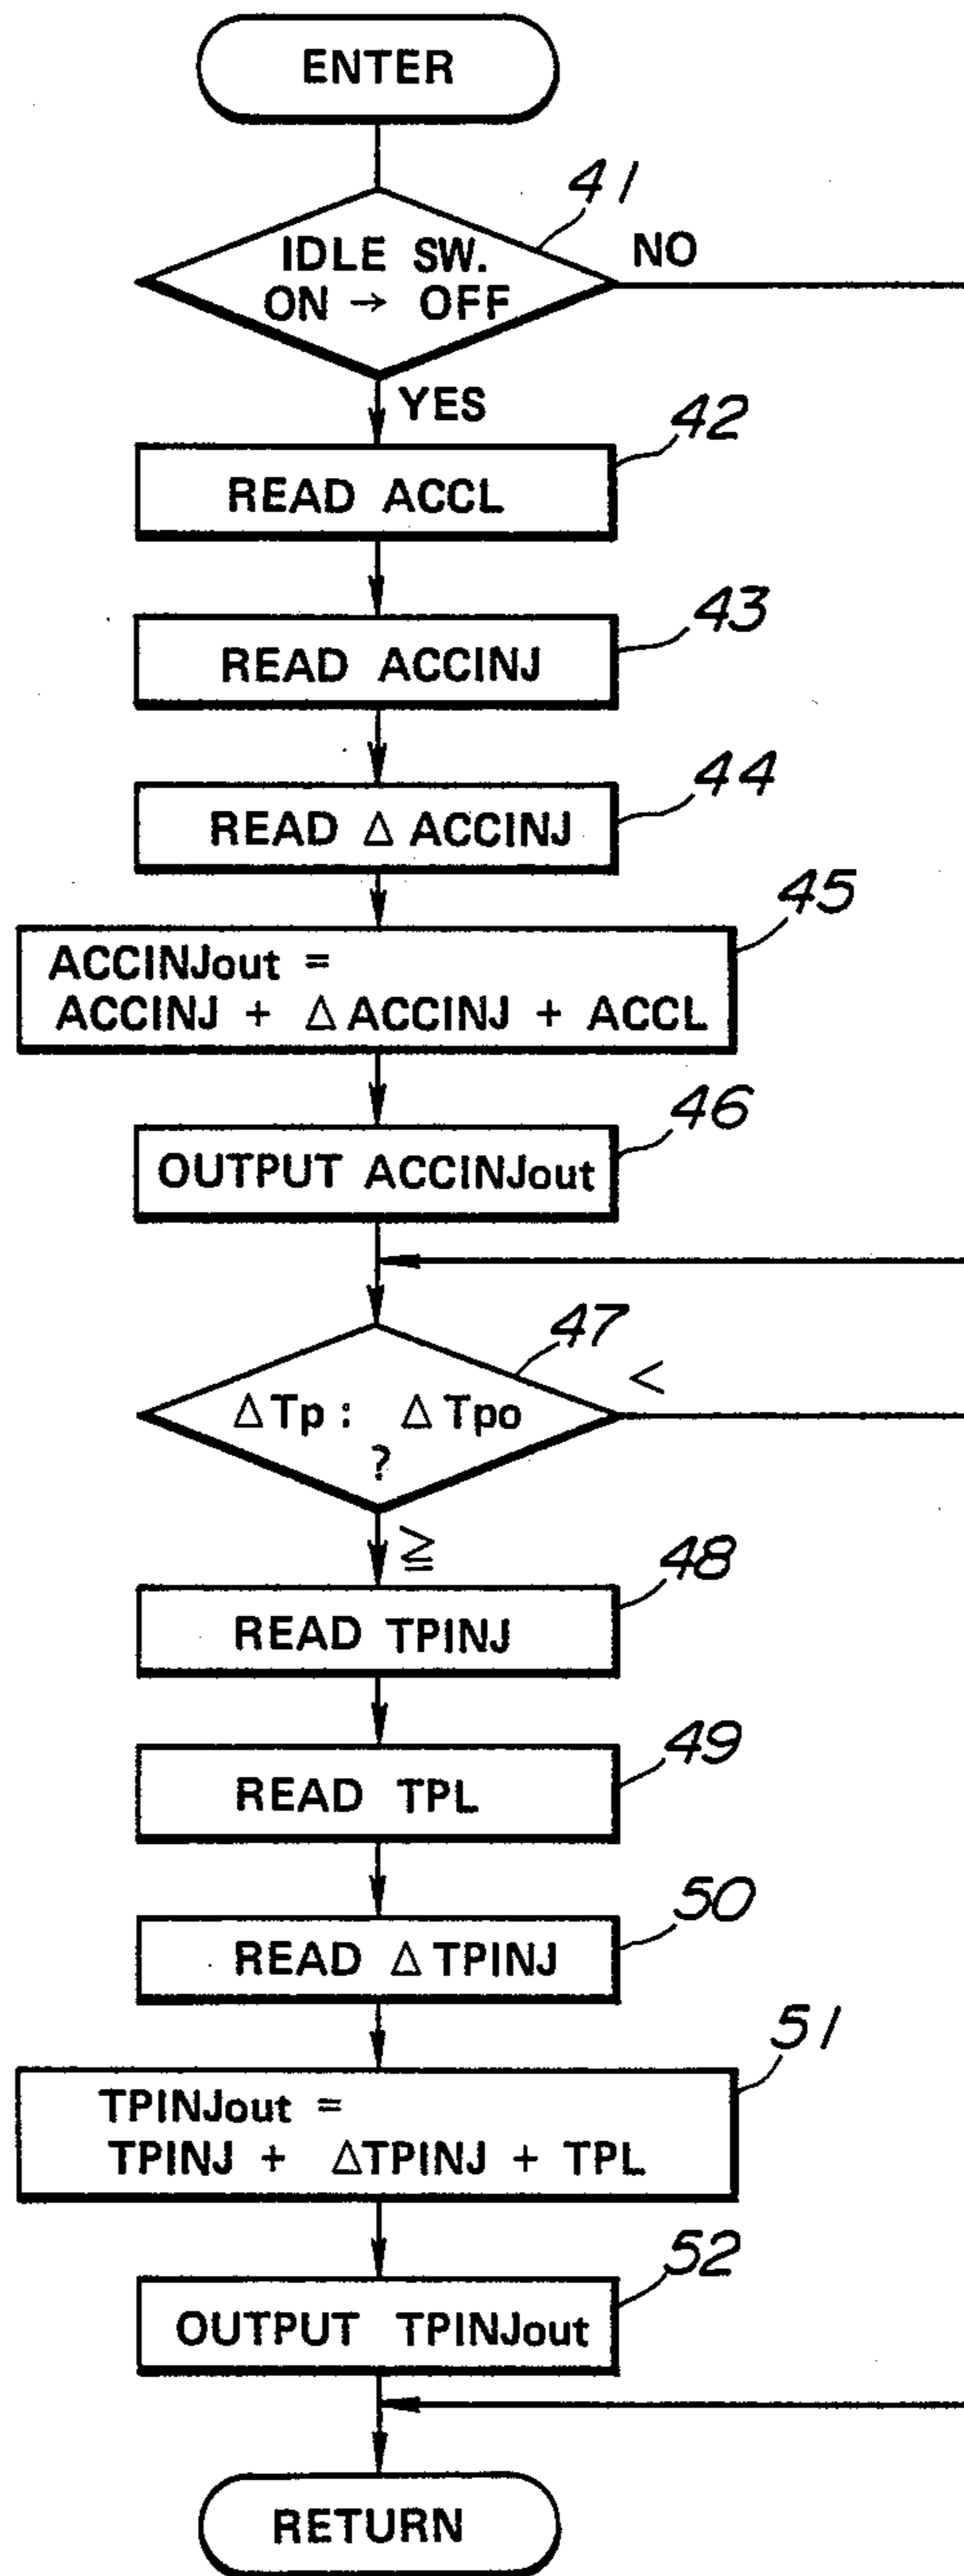 ENTER
41
IDLE SW.
ON → OFF
NO
YES
42
READ ACCL
43
READ ACCINJ
44
READ Δ ACCINJ
45
ACCINJout =
ACCINJ + Δ ACCINJ + ACCL
46
OUTPUT ACCINJout
47
<
ΔTp : ΔTpo
?
≧
48
READ TPINJ
49
READ TPL
50
READ Δ TPINJ
51
TPINJout =
TPINJ + ΔTPINJ + TPL
52
OUTPUT TPINJout
RETURN